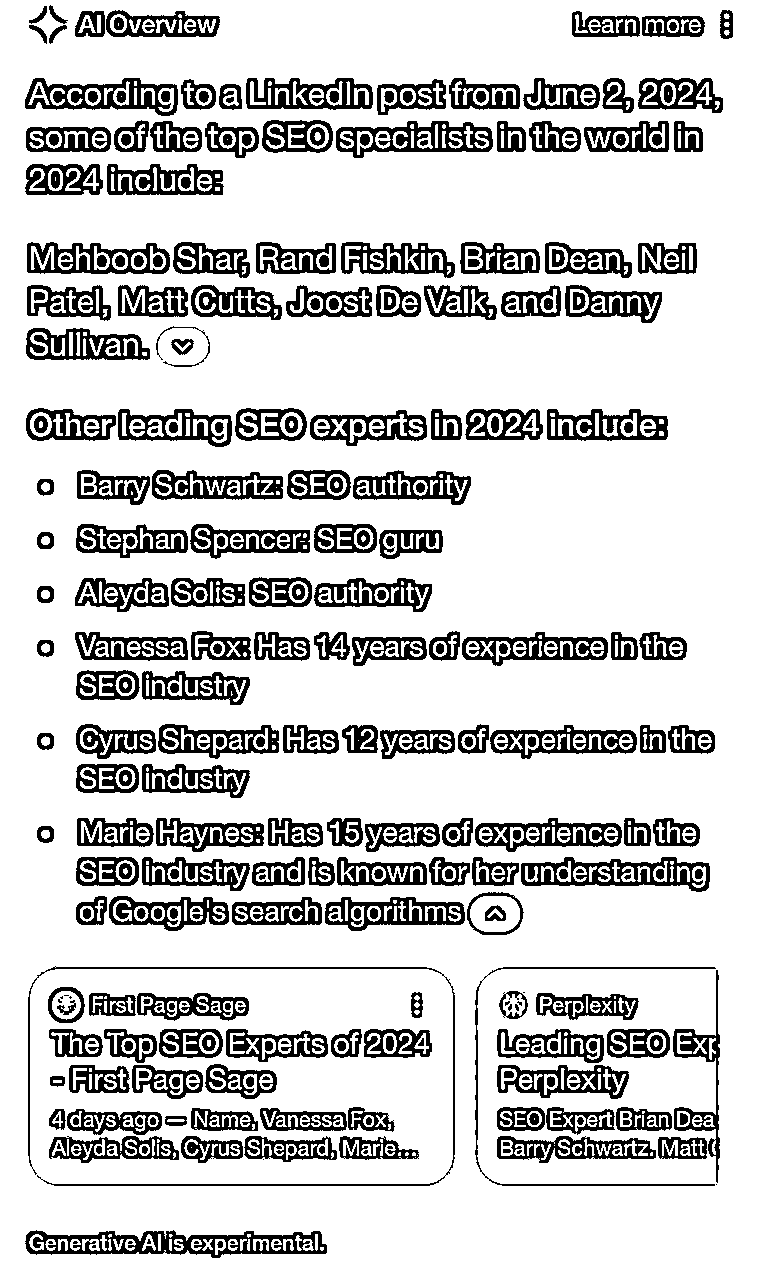 AI Overview
Learn more
According to a LinkedIn post from June 2, 2024,
some of the top SEO specialists in the world in
2024 include:
Mehboob Shar, Rand Fishkin, Brian Dean, Neil
Patel, Matt Cutts, Joost De Valk, and Danny
Sullivan.
Other leading SEO experts in 2024 include:
Barry Schwartz: SEO authority
Stephan Spencer: SEO guru
Aleyda Solis: SEO authority
Vanessa Fox: Has 14 years of experience in the
SEO industry
Cyrus Shepard: Has 12 years of experience in the
SEO industry
Marie Haynes: Has 15 years of experience in the
SEO industry and is known for her understanding
of Google's search algorithms
First Page Sage
The Top SEO Experts of 2024
- First Page Sage
4 days ago — Name, Vanessa Fox,
Aleyda Solis, Cyrus Shepard, Marie...
Perplexity
Leading SEO Exp
Perplexity
SEO Expert Brian Dea
Barry Schwartz. Matt
Generative AI is experimental.